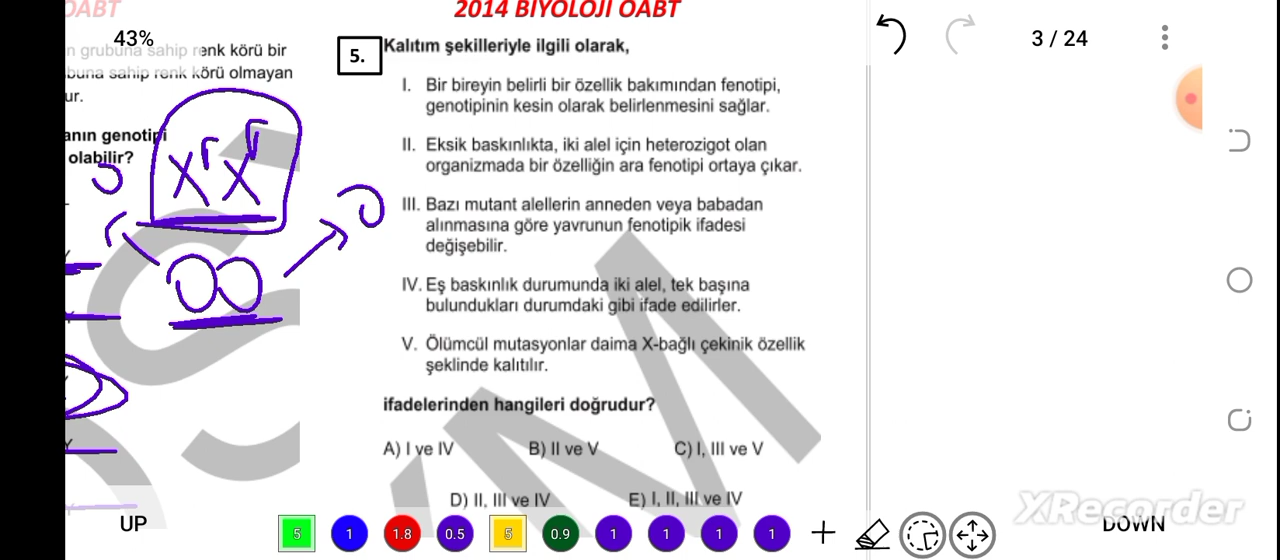 OABT
2014 BİYOLOJİ ÖABT
43%
n grubuna sahip renk körü bir
buna sahip renk körü olmayan
ur.
anın genotipi
olabilir?
X^r X^r
5.
Kalıtım şekilleriyle ilgili olarak,
I. Bir bireyin belirli bir özellik bakımından fenotipi,
genotipinin kesin olarak belirlenmesini sağlar.
II. Eksik baskınlıkta, iki alel için heterozigot olan
organizmada bir özelliğin ara fenotipi ortaya çıkar.
III. Bazı mutant alellerin anneden veya babadan
alınmasına göre yavrunun fenotipik ifadesi
değişebilir.
IV. Eş baskınlık durumunda iki alel, tek başına
bulundukları durumdaki gibi ifade edilirler.
V. Ölümcül mutasyonlar daima X-bağlı çekinik özellik
şeklinde kalıtılır.
ifadelerinden hangileri doğrudur?
A) I ve IV B) II ve V C) I, III ve V
D) II, III ve IV E) I, II, III ve IV
3 / 24
UP
5 1 1.8 0.5 5 0.9 1 1 1 1
XRecorder
DOWN